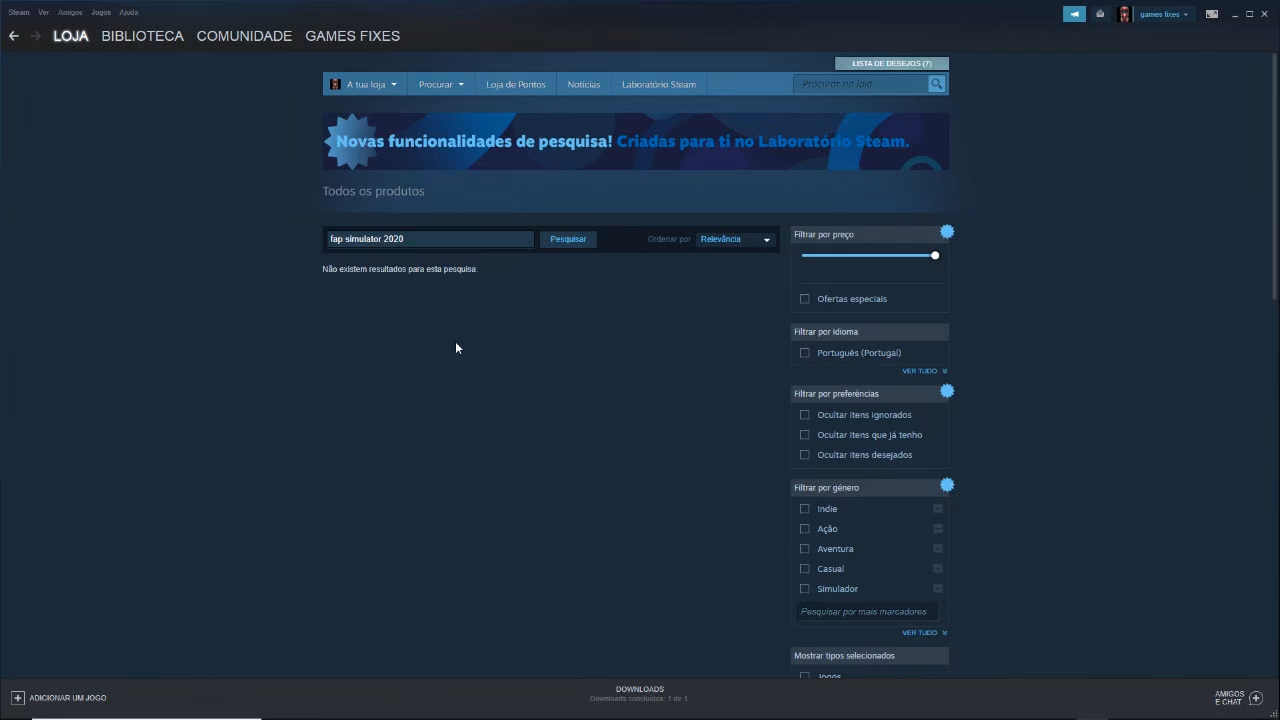 Steam Ver Amigos Jogos Ajuda
games fixes
LOJA BIBLIOTECA COMUNIDADE GAMES FIXES
LISTA DE DESEJOS (7)
A tua loja Procurar Loja de Pontos Notícias Laboratório Steam Procurar na loja
Novas funcionalidades de pesquisa! Criadas para ti no Laboratório Steam.
Todos os produtos
fap simulator 2020 Pesquisar Ordenar por Relevância
Não existem resultados para esta pesquisa.
Filtrar por preço
Ofertas especiais
Filtrar por idioma
Português (Portugal)
VER TUDO
Filtrar por preferências
Ocultar itens ignorados
Ocultar itens que já tenho
Ocultar itens desejados
Filtrar por género
Indie
Ação
Aventura
Casual
Simulador
Pesquisar por mais marcadores
VER TUDO
Mostrar tipos selecionados
Jogos
ADICIONAR UM JOGO
DOWNLOADS
Downloads concluídos: 1 de 1
AMIGOS
E CHAT